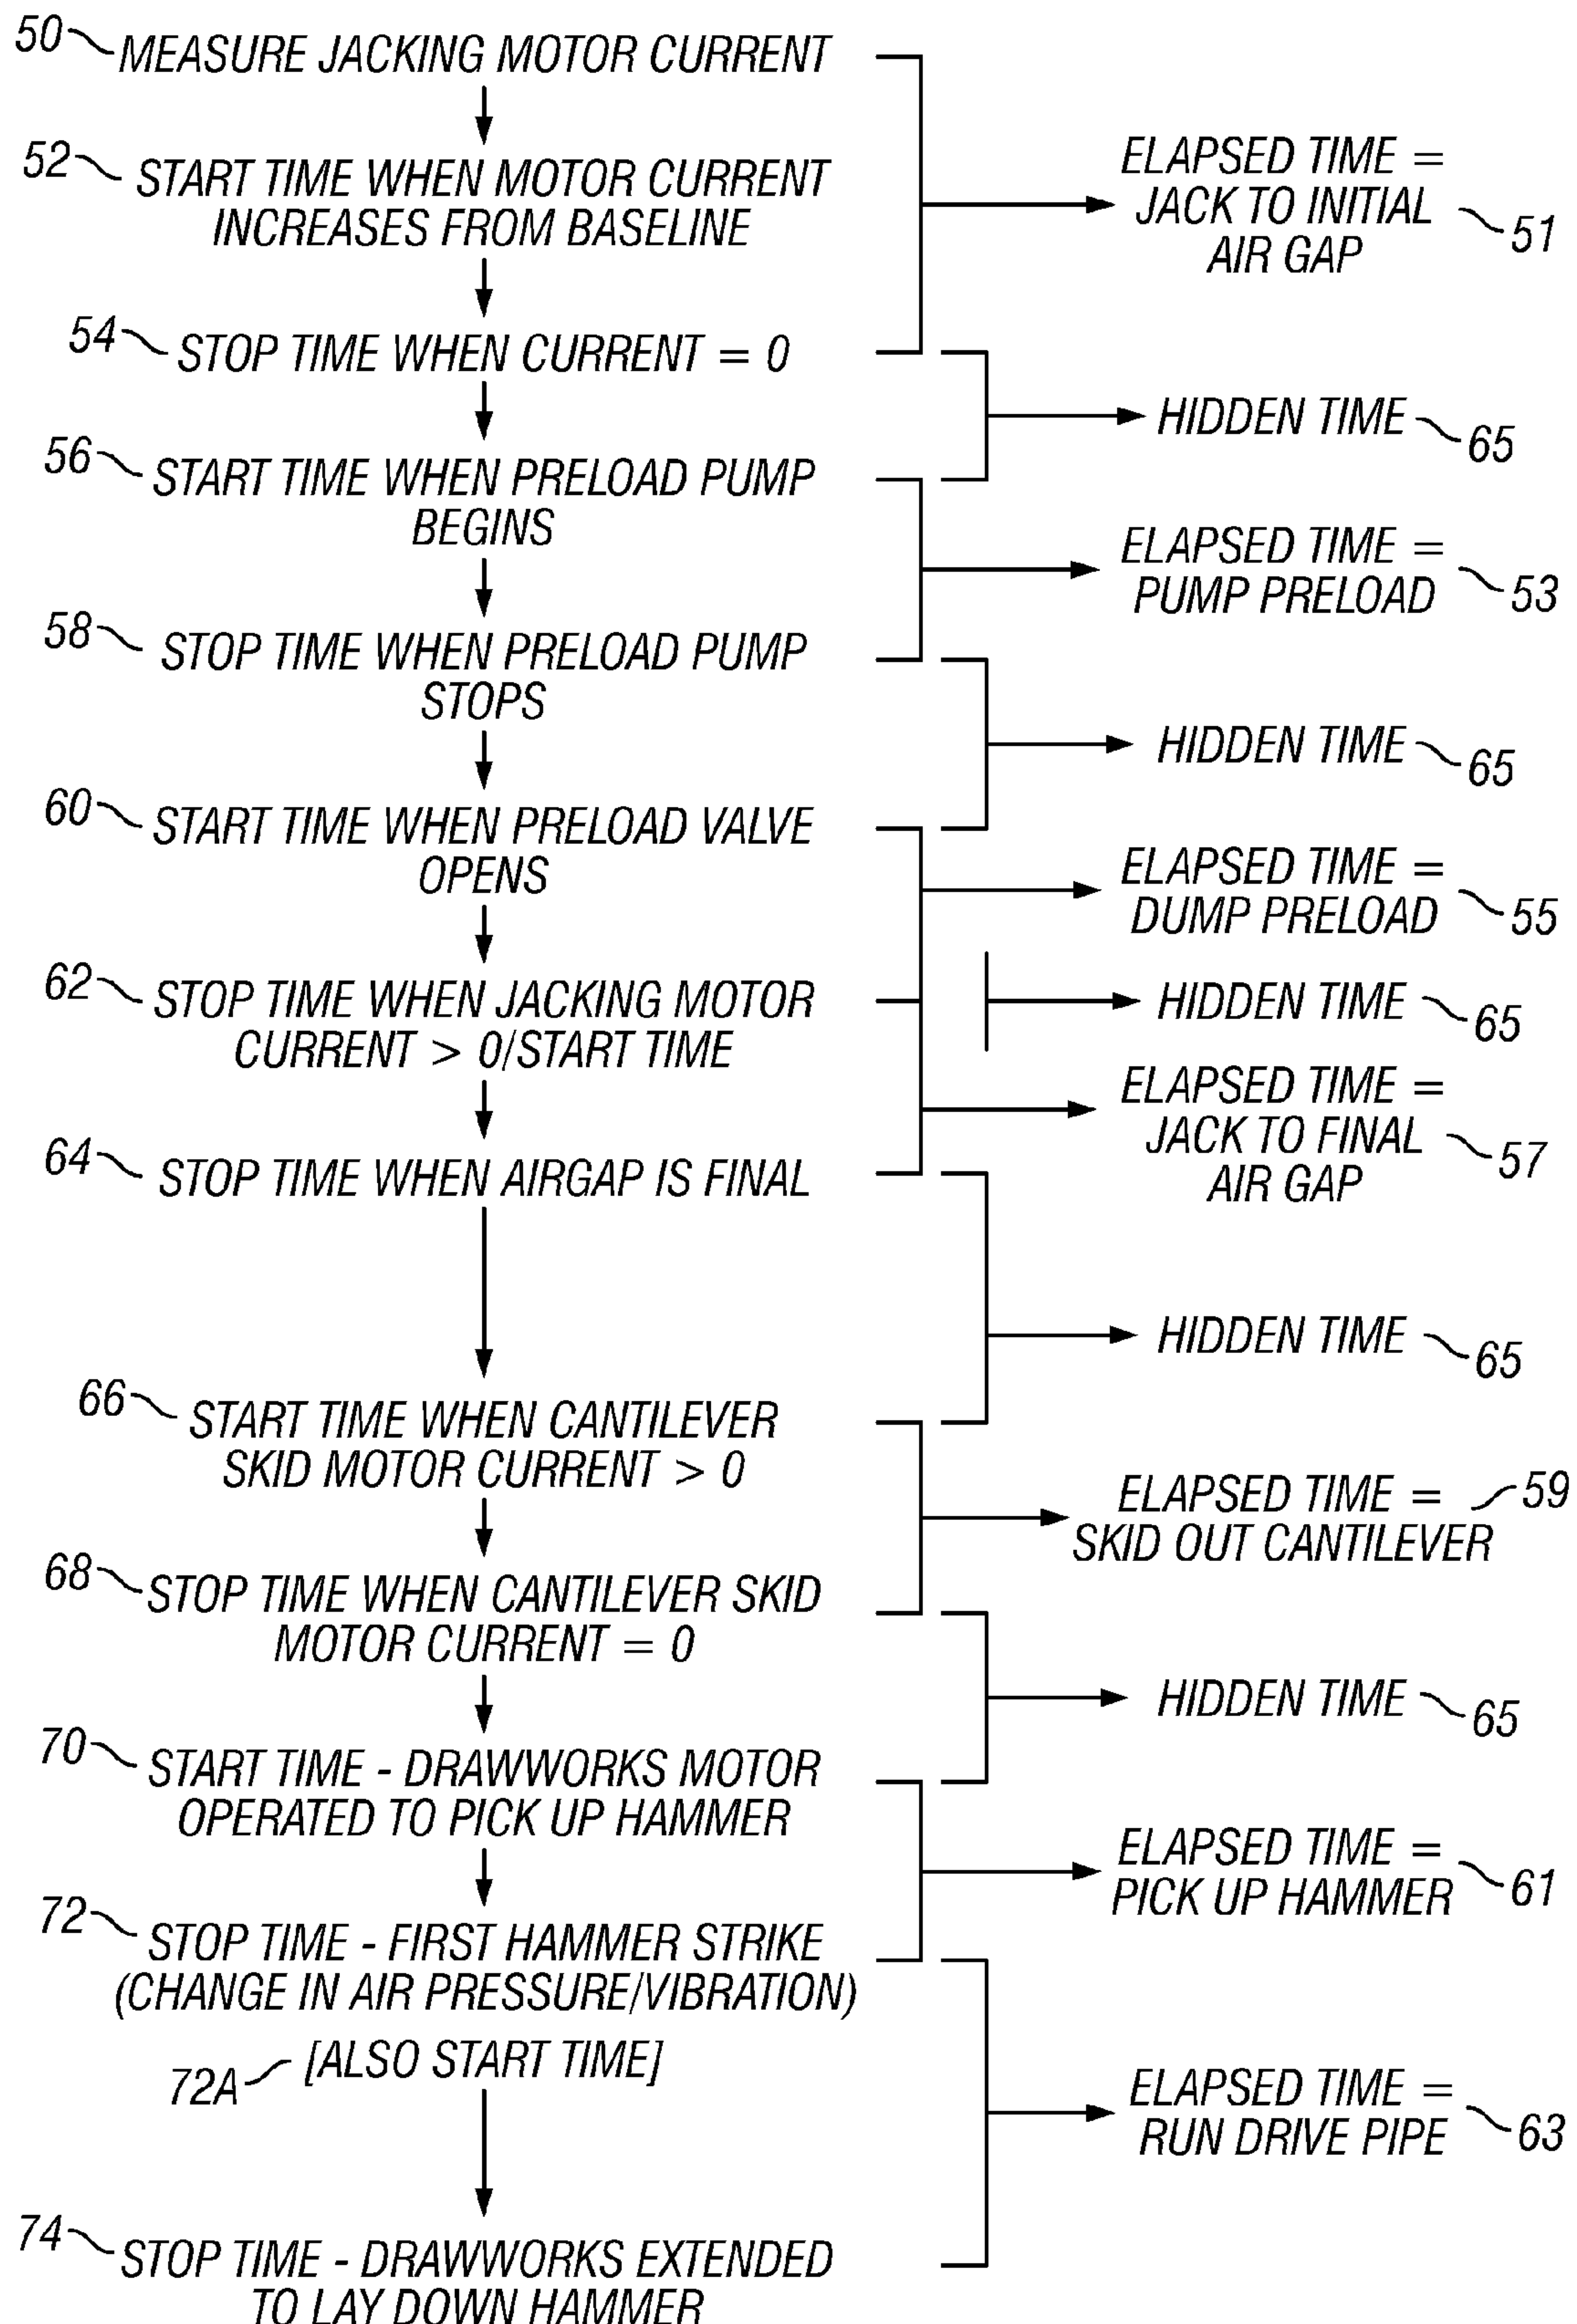 50
MEASURE JACKING MOTOR CURRENT
52
START TIME WHEN MOTOR CURRENT
INCREASES FROM BASELINE
ELAPSED TIME =
JACK TO INITIAL
AIR GAP
51
54
STOP TIME WHEN CURRENT = 0
HIDDEN TIME
65
56
START TIME WHEN PRELOAD PUMP
BEGINS
ELAPSED TIME =
PUMP PRELOAD
53
58
STOP TIME WHEN PRELOAD PUMP
STOPS
HIDDEN TIME
65
60
START TIME WHEN PRELOAD VALVE
OPENS
ELAPSED TIME =
DUMP PRELOAD
55
62
STOP TIME WHEN JACKING MOTOR
CURRENT > 0/START TIME
HIDDEN TIME
65
ELAPSED TIME =
JACK TO FINAL
AIR GAP
57
64
STOP TIME WHEN AIRGAP IS FINAL
HIDDEN TIME
65
66
START TIME WHEN CANTILEVER
SKID MOTOR CURRENT > 0
ELAPSED TIME =
SKID OUT CANTILEVER
59
68
STOP TIME WHEN CANTILEVER SKID
MOTOR CURRENT = 0
HIDDEN TIME
65
70
START TIME - DRAWWORKS MOTOR
OPERATED TO PICK UP HAMMER
ELAPSED TIME =
PICK UP HAMMER
61
72
STOP TIME - FIRST HAMMER STRIKE
(CHANGE IN AIR PRESSURE/VIBRATION)
72A
[ALSO START TIME]
ELAPSED TIME =
RUN DRIVE PIPE
63
74
STOP TIME - DRAWWORKS EXTENDED
TO LAY DOWN HAMMER